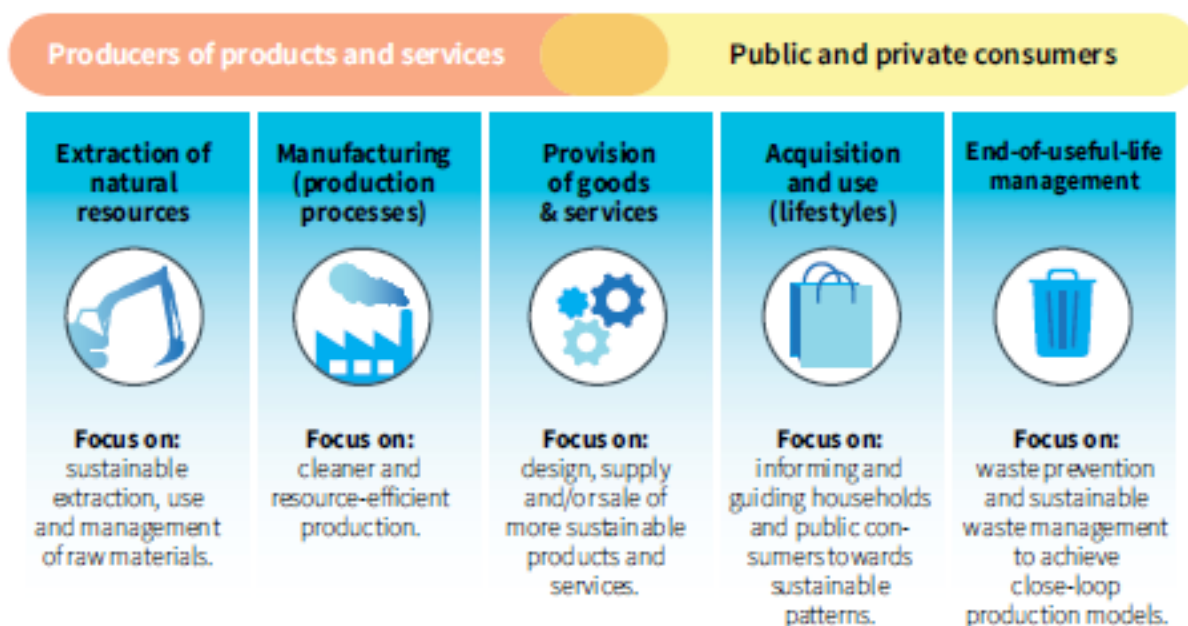 Producers of products and services
Public and private consumers
Extraction of
natural
resources
Focus on:
sustainable
extraction, use
and management
of raw materials.
Manufacturing
(production
processes)
Focus on:
cleaner and
resource-efficient
production.
Provision
of goods
& services
Focus on:
design, supply
and/or sale of
more sustainable
products and
services.
Acquisition
and use
(lifestyles)
Focus on:
informing and
guiding households
and public con-
sumers towards
sustainable
patterns.
End-of-useful-life
management
Focus on:
waste prevention
and sustainable
waste management
to achieve
close-loop
production models.